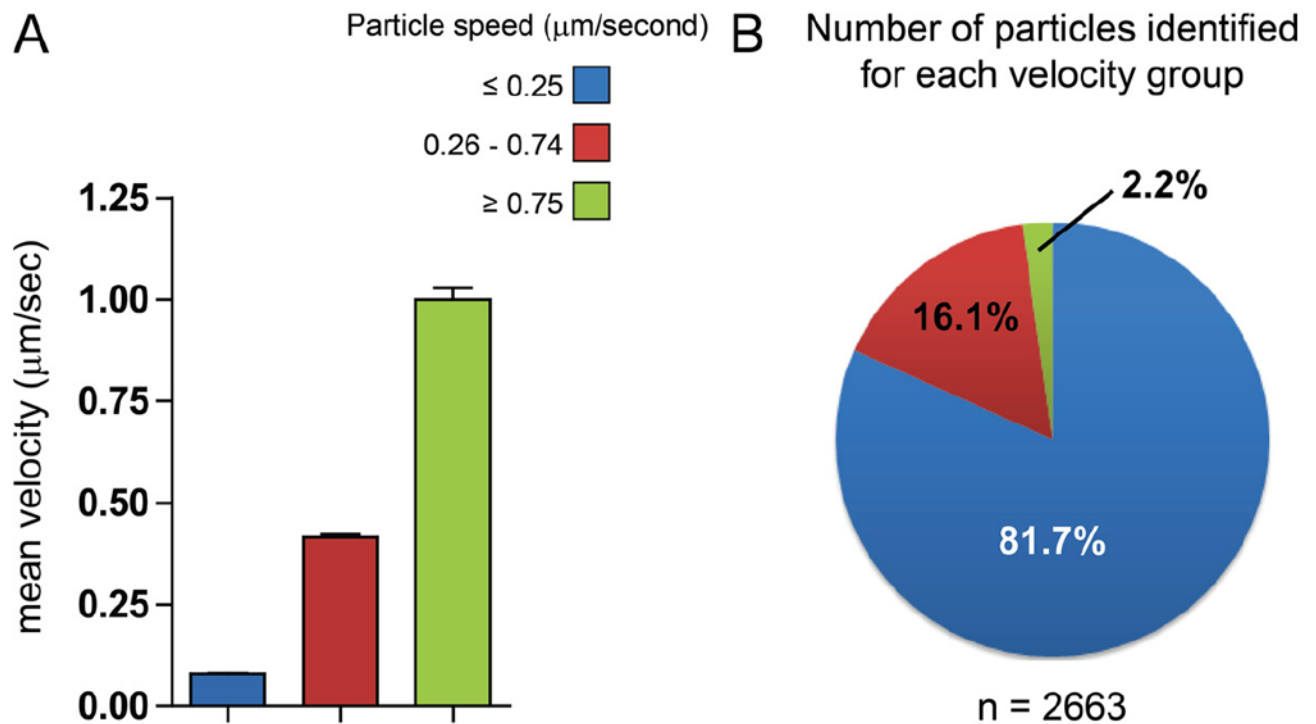 A
Particle speed (μm/second)
≤ 0.25
0.26 - 0.74
≥ 0.75
mean velocity (μm/sec)
1.25
1.00
0.75
0.50
0.25
0.00
B
Number of particles identified
for each velocity group
2.2%
16.1%
81.7%
n = 2663